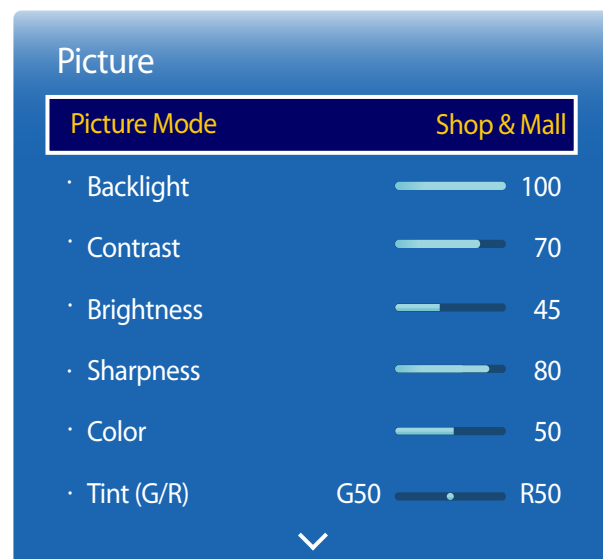 Picture
Picture Mode Shop & Mall
· Backlight 100
· Contrast 70
· Brightness 45
· Sharpness 80
· Color 50
· Tint (G/R) G50 R50